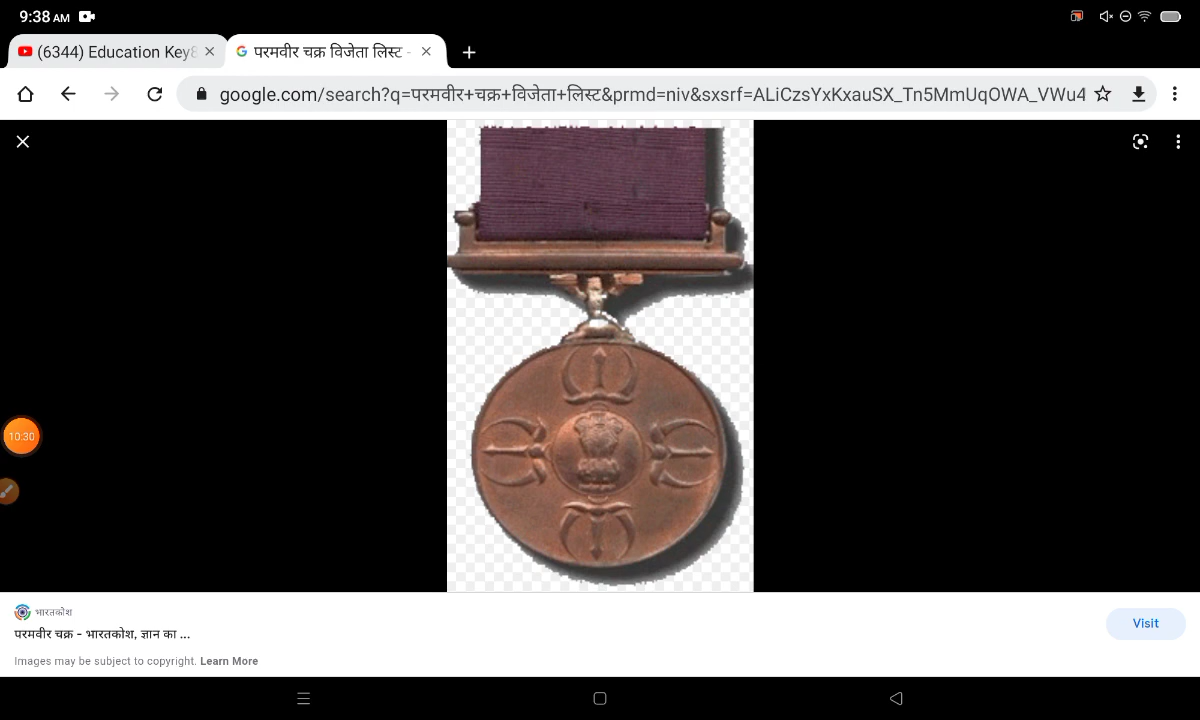 9:38 AM
(6344) Education Key8
परमवीर चक्र विजेता लिस्ट -
google.com/search?q=परमवीर+चक्र+विजेता+लिस्ट&prmd=niv&sxsrf=ALiCzsYxKxauSX_Tn5MmUqOWA_VWu4
10:30
भारतकोश
परमवीर चक्र - भारतकोश, ज्ञान का ...
Visit
Images may be subject to copyright. Learn More